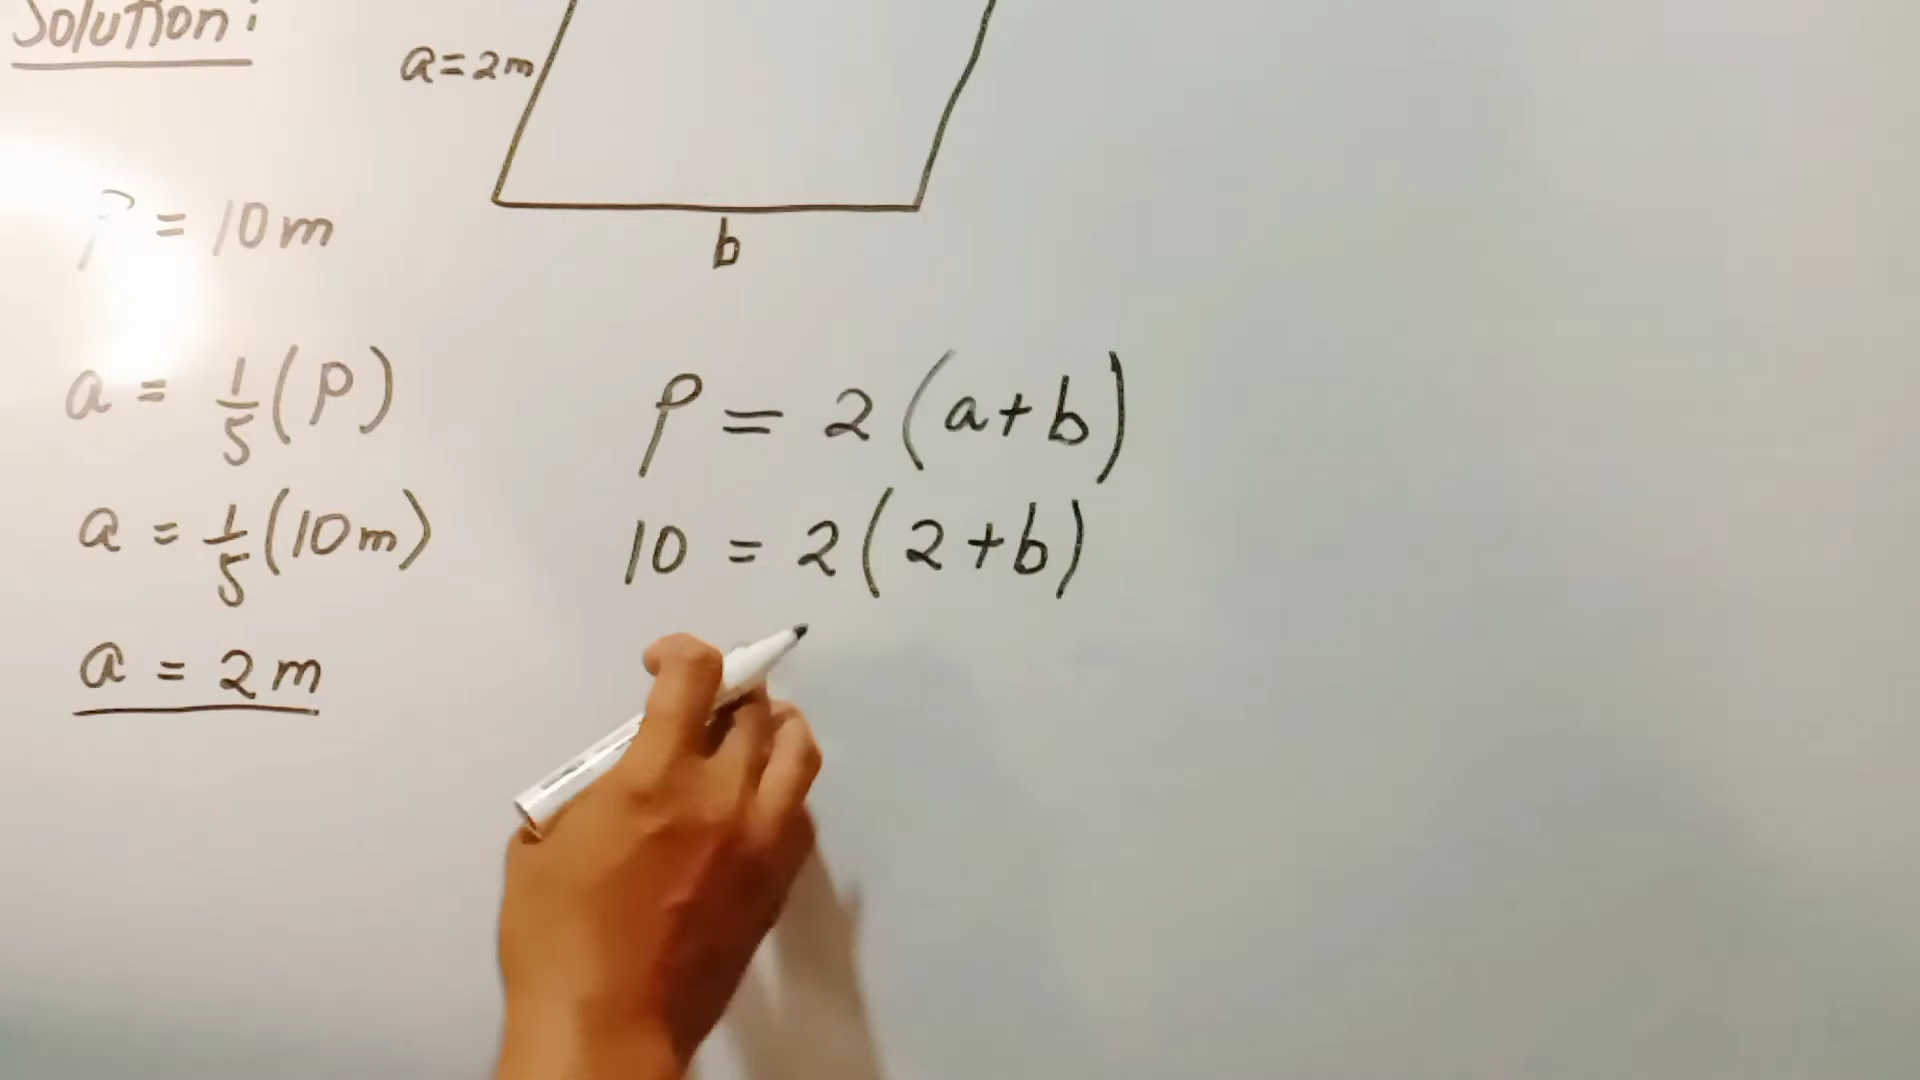 Solution:
a=2m
b
P = 10m
a = 1/5 (P)
a = 1/5 (10m)
a = 2m
P = 2 (a+b)
10 = 2 (2+b)